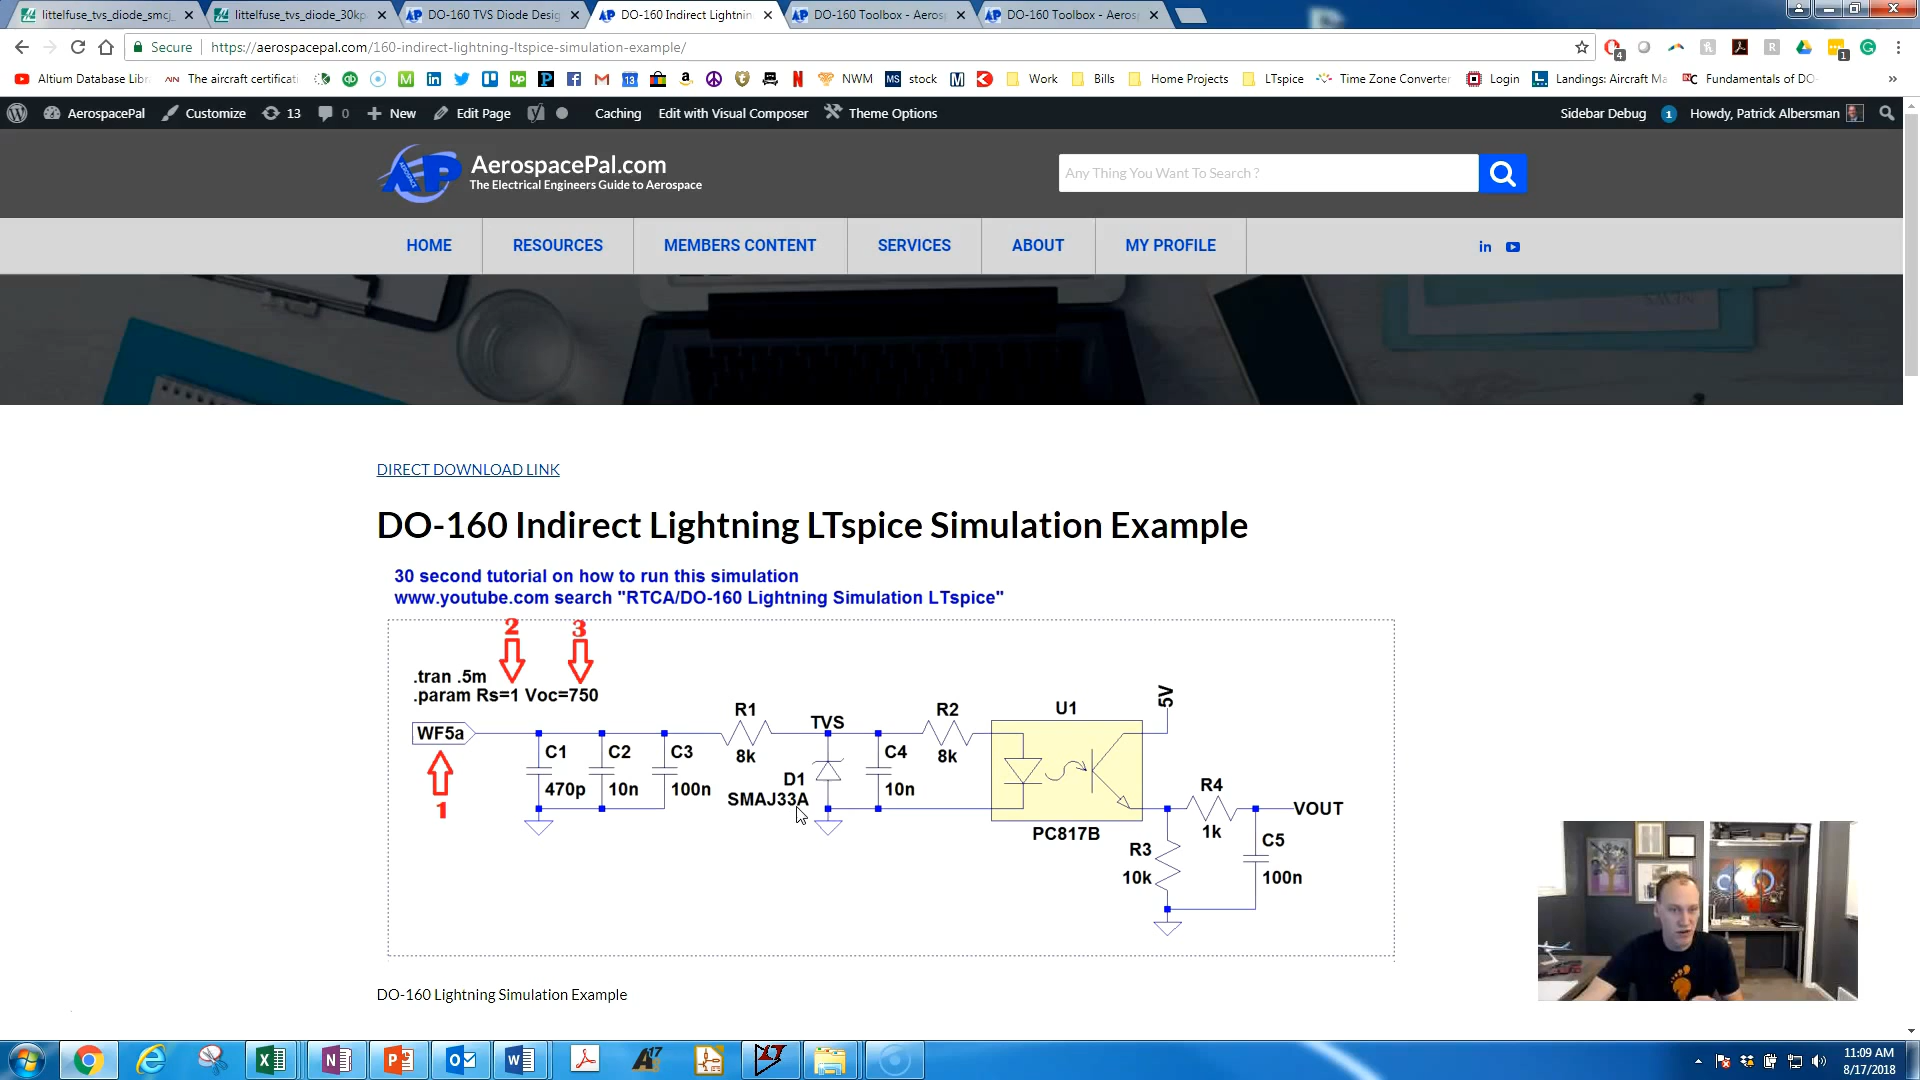 littelfuse_tvs_diode_smcj
littelfuse_tvs_diode_30kp
DO-160 TVS Diode Desig
DO-160 Indirect Lightnin
DO-160 Toolbox - Aeros
DO-160 Toolbox - Aeros
Secure
https://aerospacepal.com/160-indirect-lightning-ltspice-simulation-example/
Altium Database Libr
The aircraft certificati
NWM
stock
Work
Bills
Home Projects
LTspice
Time Zone Converter
Login
Landings: Aircraft Ma
Fundamentals of DO-
AerospacePal
Customize
13
0
New
Edit Page
Caching
Edit with Visual Composer
Theme Options
Sidebar Debug
1
Howdy, Patrick Albersman
AerospacePal.com
The Electrical Engineers Guide to Aerospace
Any Thing You Want To Search ?
HOME
RESOURCES
MEMBERS CONTENT
SERVICES
ABOUT
MY PROFILE
DIRECT DOWNLOAD LINK
DO-160 Indirect Lightning LTspice Simulation Example
30 second tutorial on how to run this simulation
www.youtube.com search "RTCA/DO-160 Lightning Simulation LTspice"
2
3
.tran .5m
.param Rs=1 Voc=750
WF5a
1
C1
470p
C2
10n
C3
100n
R1
8k
TVS
D1
SMAJ33A
C4
10n
R2
8k
U1
PC817B
5V
R4
1k
VOUT
R3
10k
C5
100n
DO-160 Lightning Simulation Example
11:09 AM
8/17/2018